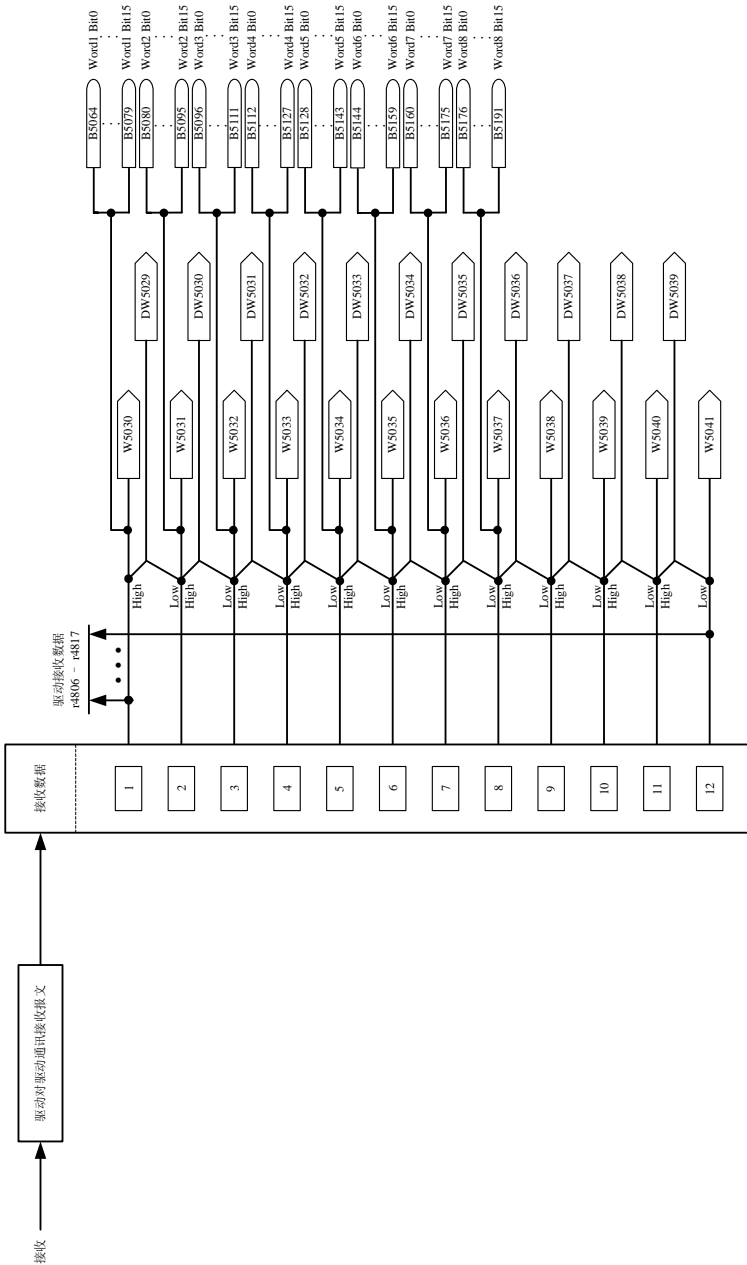 接收
驱动对驱动通讯接收报文
接收数据
驱动接收数据
r4806 - r4817
1
2
3
4
5
6
7
8
9
10
11
12
High
Low
High
Low
High
Low
High
Low
High
Low
High
Low
High
Low
High
Low
High
Low
High
Low
High
Low
W5030
W5031
W5032
W5033
W5034
W5035
W5036
W5037
W5038
W5039
W5040
W5041
DW5029
DW5030
DW5031
DW5032
DW5033
DW5034
DW5035
DW5036
DW5037
DW5038
DW5039
B5064 Word1 Bit0
B5079 Word1 Bit15
B5080 Word2 Bit0
B5095 Word2 Bit15
B5096 Word3 Bit0
B5111 Word3 Bit15
B5112 Word4 Bit0
B5127 Word4 Bit15
B5128 Word5 Bit0
B5143 Word5 Bit15
B5144 Word6 Bit0
B5159 Word6 Bit15
B5160 Word7 Bit0
B5175 Word7 Bit15
B5176 Word8 Bit0
B5191 Word8 Bit15